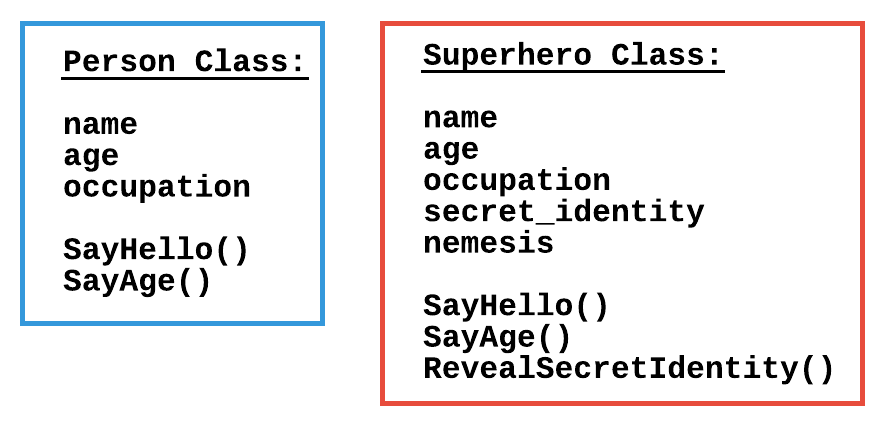 Person Class:
name
age
occupation
SayHello()
SayAge()
Superhero Class:
name
age
occupation
secret_identity
nemesis
SayHello()
SayAge()
RevealSecretIdentity()